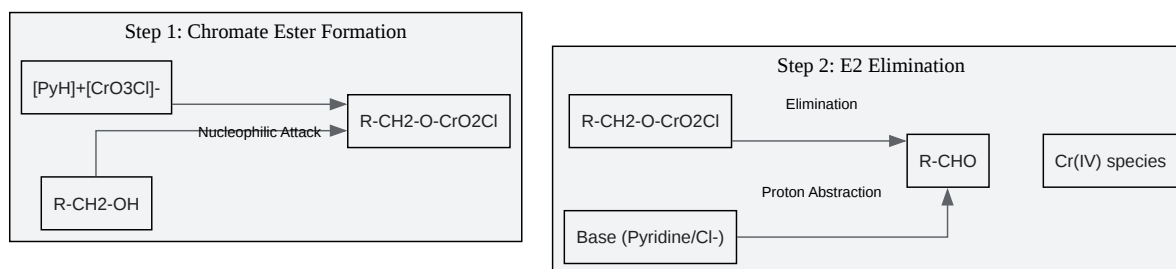 Step 1: Chromate Ester Formation
[PyH]+[CrO3Cl]-
R-CH2-O-CrO2Cl
Nucleophilic Attack
R-CH2-OH
Step 2: E2 Elimination
Elimination
R-CH2-O-CrO2Cl
R-CHO
Cr(IV) species
Proton Abstraction
Base (Pyridine/Cl-)